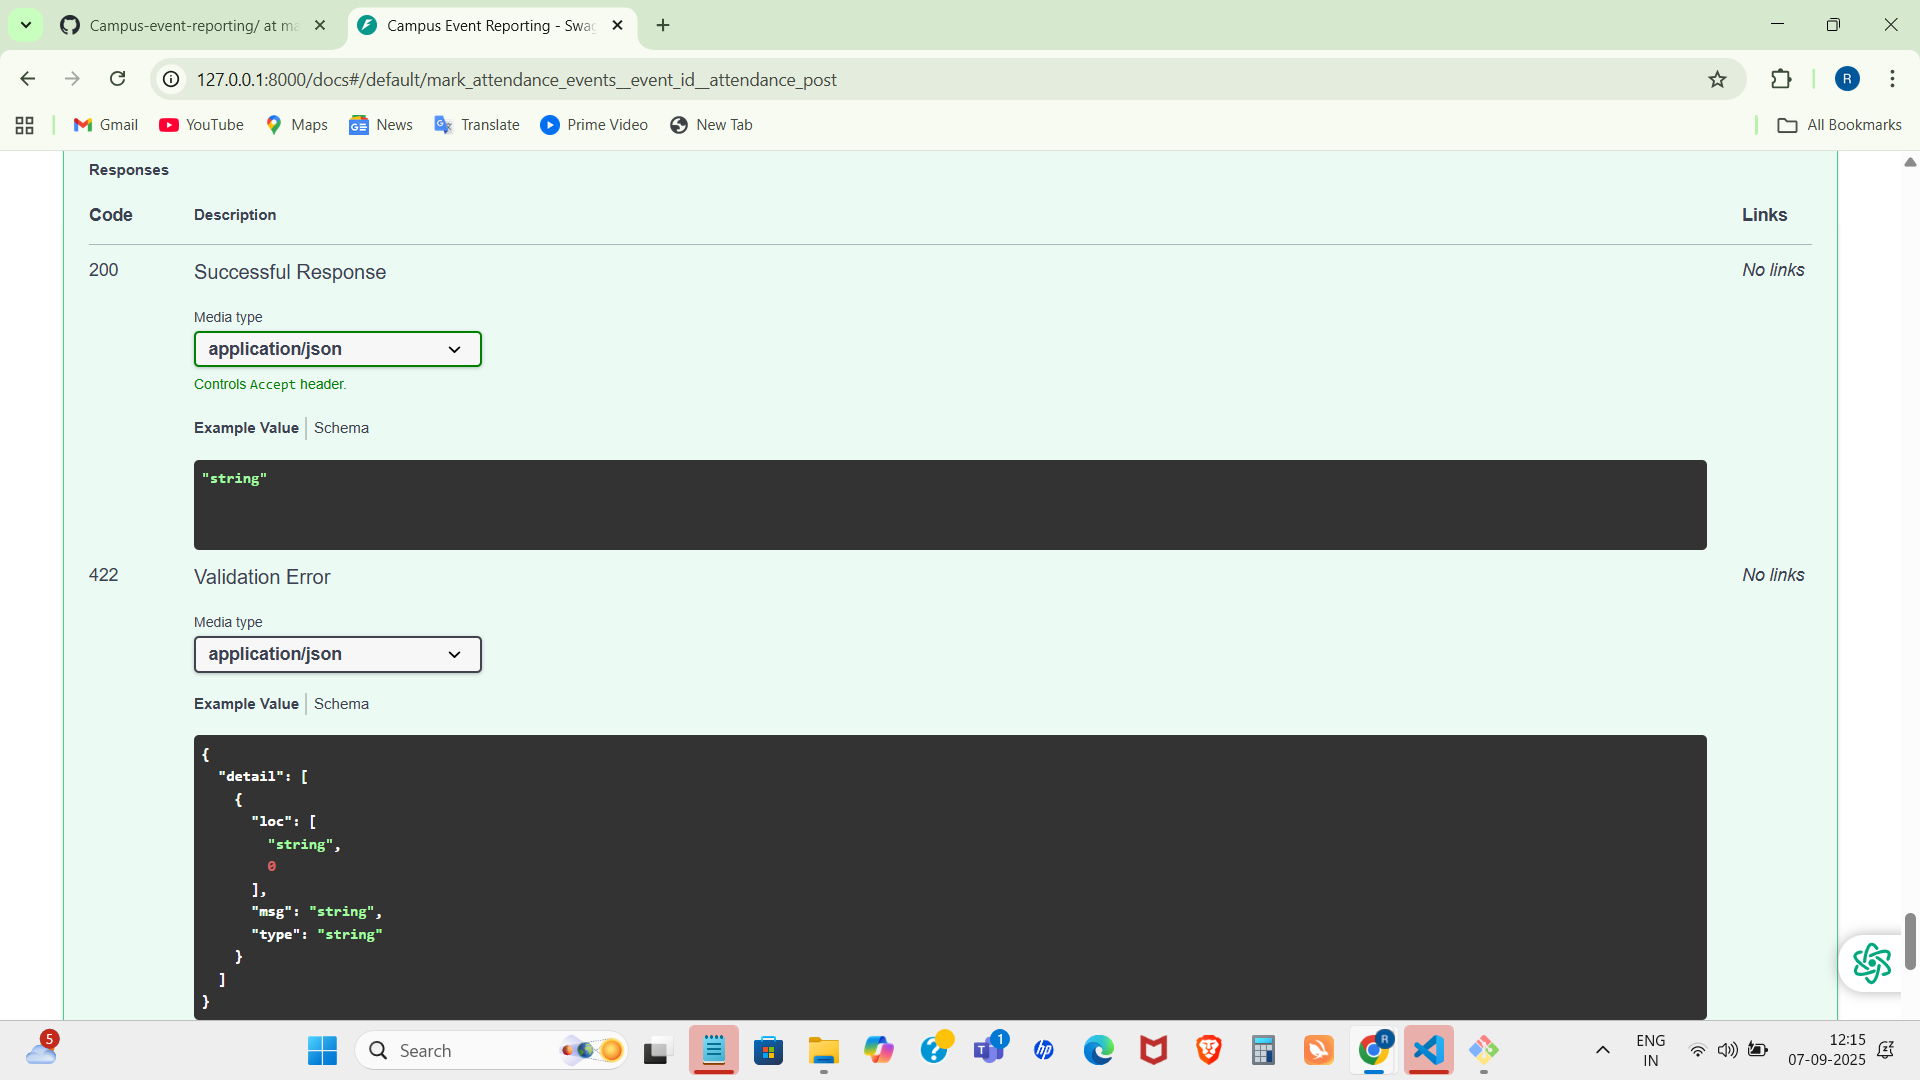 Campus-event-reporting/ at ma
Campus Event Reporting - Swag
127.0.0.1:8000/docs#/default/mark_attendance_events__event_id__attendance_post
R
Gmail
YouTube
Maps
News
Translate
Prime Video
New Tab
All Bookmarks
Responses
Code Description Links
200 Successful Response No links
Media type
application/json
Controls Accept header.
Example Value Schema
"string"
422 Validation Error No links
Media type
application/json
Example Value Schema
{
"detail": [
{
"loc": [
"string",
0
],
"msg": "string",
"type": "string"
}
]
}
5
Search
1
R
ENG
IN
12:15
07-09-2025